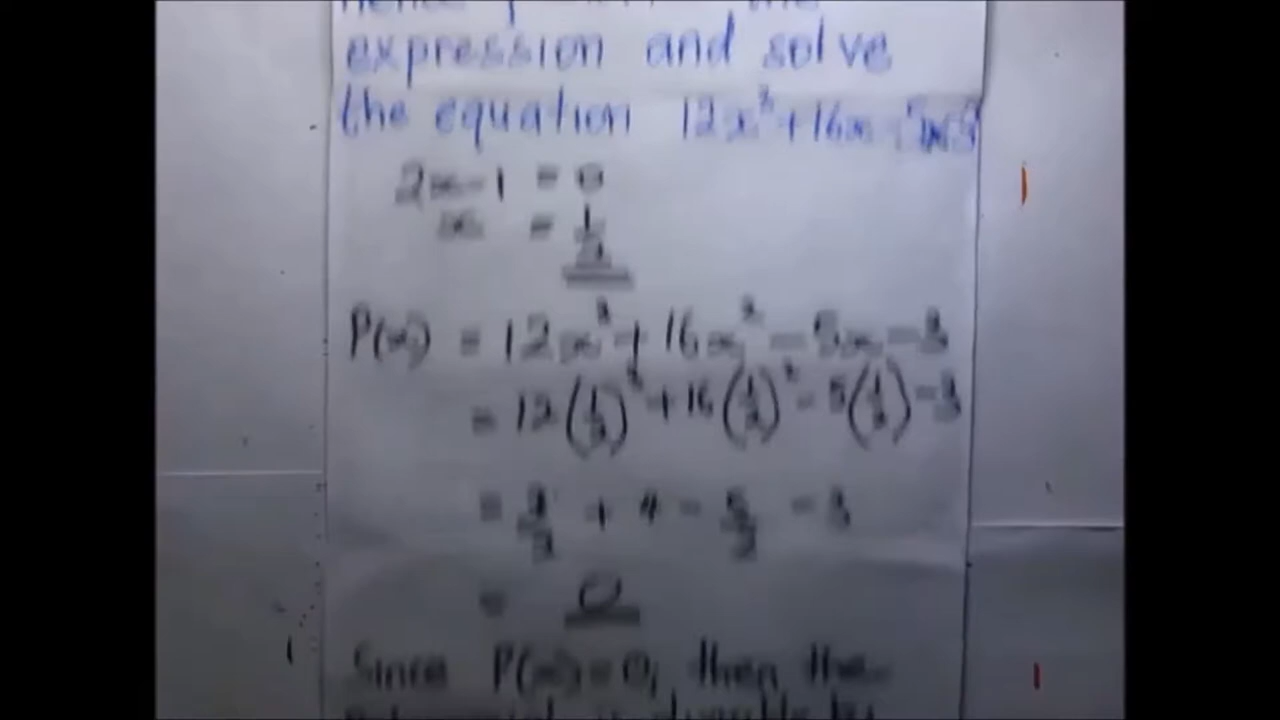 expression and solve
the equation 12x³+16x
2x-1 = 0
x = 1/2
P(x) = 12x³+16x²-5x-3
= 12(1/2)³+16(1/2)²-5(1/2)-3
= 3/2 + 4 - 5/2 - 3
= 0
Since P(x)=0, then the